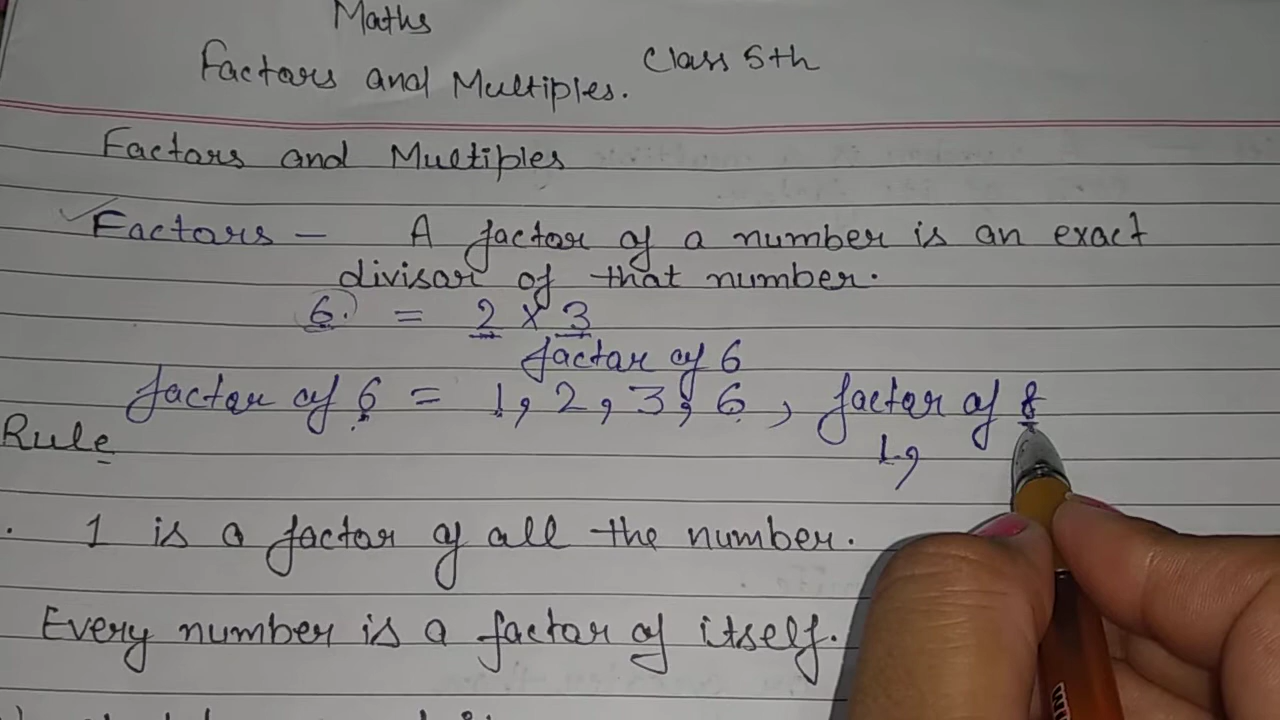 Maths
Factors and Multiples. Class 5th
Factors and Multiples
Factors - A factor of a number is an exact
divisor of that number.
6. = 2 x 3
factor of 6
factor of 6 = 1, 2, 3, 6, factor of 8
1,
Rule
. 1 is a factor of all the number.
Every number is a factor of itself.